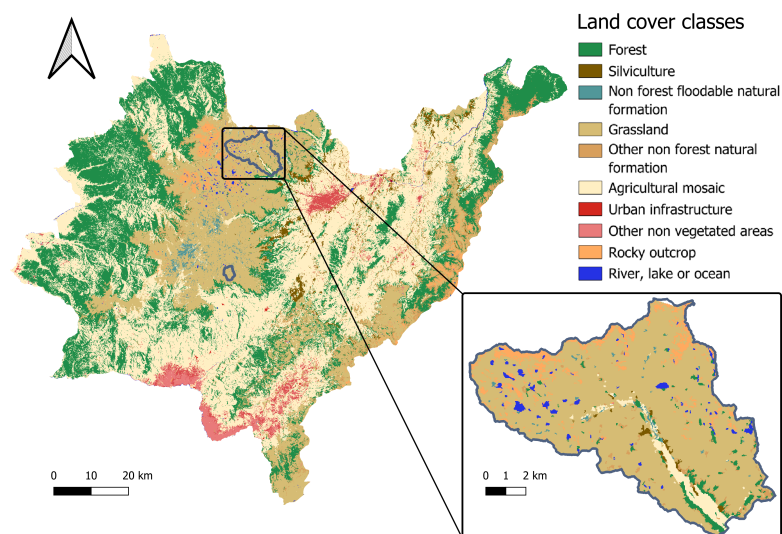 Land cover classes
Forest
Silviculture
Non forest floodable natural
formation
Grassland
Other non forest natural
formation
Agricultural mosaic
Urban infrastructure
Other non vegetated areas
Rocky outcrop
River, lake or ocean
0 10 20 km
0 1 2 km